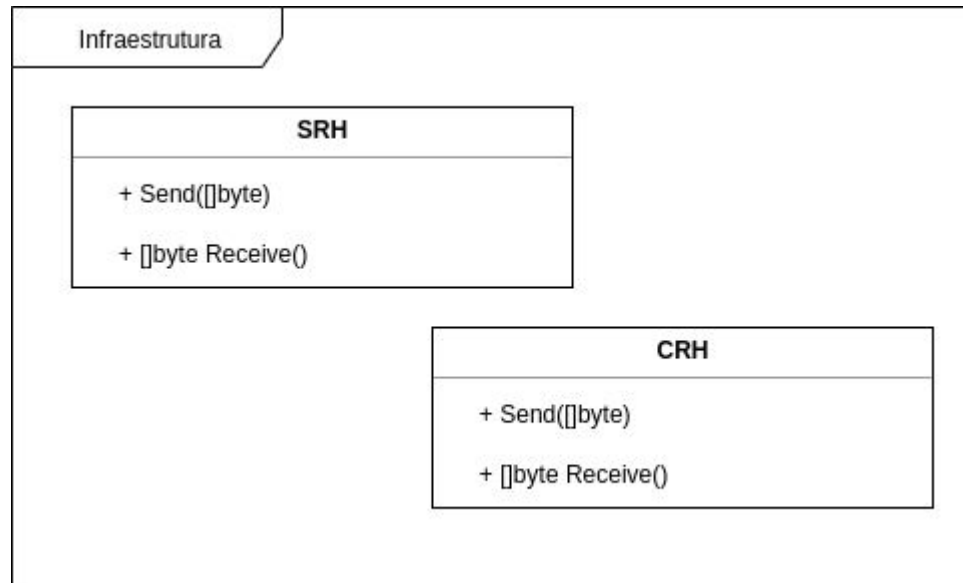 Infraestrutura
SRH
+ Send([]byte)
+ []byte Receive()
CRH
+ Send([]byte)
+ []byte Receive()